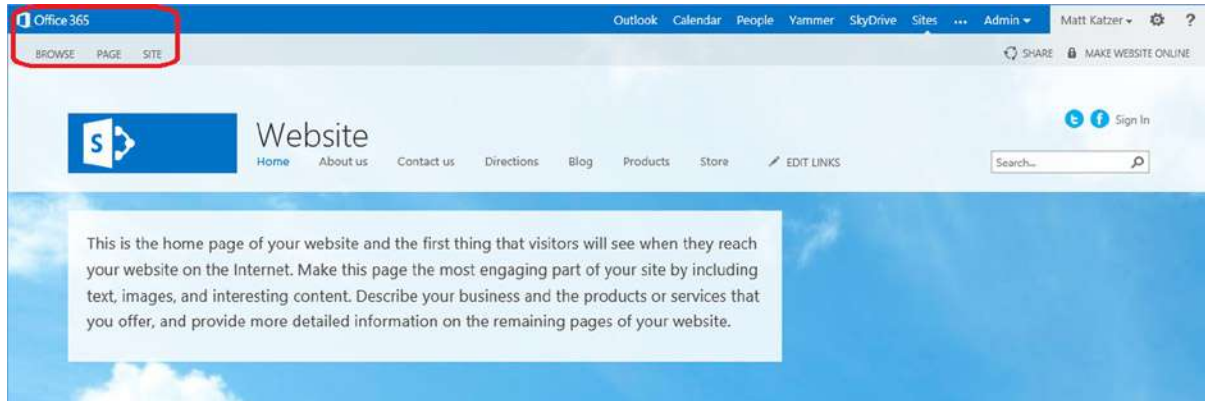 Office 365 Outlook Calendar People Yammer SkyDrive Sites ... Admin Matt Katzer ?
BROWSE PAGE SITE SHARE MAKE WEBSITE ONLINE
S
Website
Sign In
Home About us Contact us Directions Blog Products Store EDIT LINKS
Search...
This is the home page of your website and the first thing that visitors will see when they reach
your website on the Internet. Make this page the most engaging part of your site by including
text, images, and interesting content. Describe your business and the products or services that
you offer, and provide more detailed information on the remaining pages of your website.